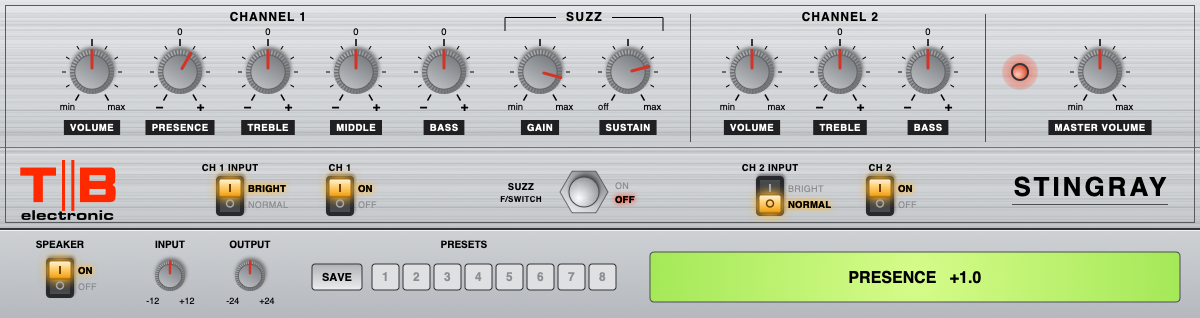 CHANNEL 1
SUZZ
CHANNEL 2
0 0 0 0 0 0
min max - + - + - + - + min max off max min max - + - + min max
VOLUME PRESENCE TREBLE MIDDLE BASS GAIN SUSTAIN VOLUME TREBLE BASS MASTER VOLUME
TB
electronic
CH 1 INPUT
I BRIGHT
O NORMAL
CH 1
I ON
O OFF
SUZZ
F/SWITCH
ON
OFF
CH 2 INPUT
I BRIGHT
O NORMAL
CH 2
I ON
O OFF
STINGRAY
SPEAKER
I ON
O OFF
INPUT
-12 +12
OUTPUT
-24 +24
PRESETS
SAVE 1 2 3 4 5 6 7 8
PRESENCE +1.0